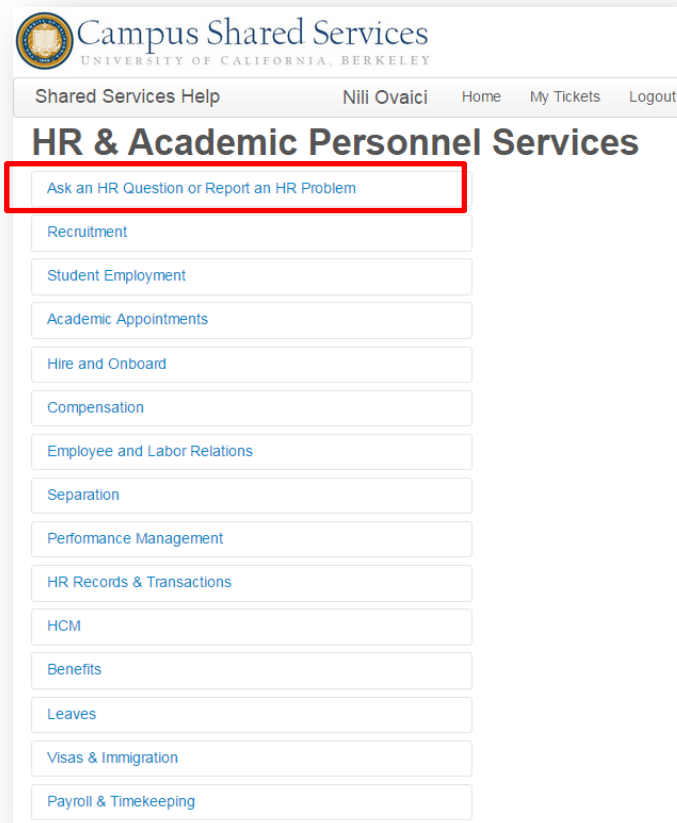 Campus Shared Services
UNIVERSITY OF CALIFORNIA, BERKELEY
Shared Services Help Nili Ovaici Home My Tickets Logout
HR & Academic Personnel Services
Ask an HR Question or Report an HR Problem
Recruitment
Student Employment
Academic Appointments
Hire and Onboard
Compensation
Employee and Labor Relations
Separation
Performance Management
HR Records & Transactions
HCM
Benefits
Leaves
Visas & Immigration
Payroll & Timekeeping